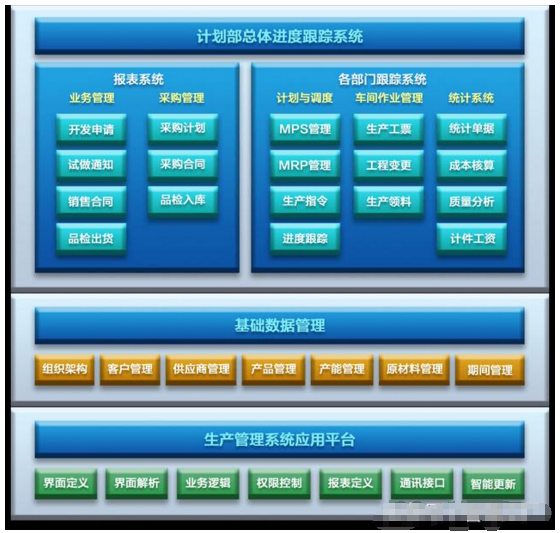 计划部总体进度跟踪系统
报表系统
业务管理 采购管理
开发申请 采购计划
试做通知 采购合同
销售合同 品检入库
品检出货
各部门跟踪系统
计划与调度 车间作业管理 统计系统
MPS管理 生产工票 统计单据
MRP管理 工程变更 成本核算
生产指令 生产领料 质量分析
进度跟踪 计件工资
基础数据管理
组织架构 客户管理 供应商管理 产品管理 产能管理 原材料管理 期间管理
生产管理系统应用平台
界面定义 界面解析 业务逻辑 权限控制 报表定义 通讯接口 智能更新